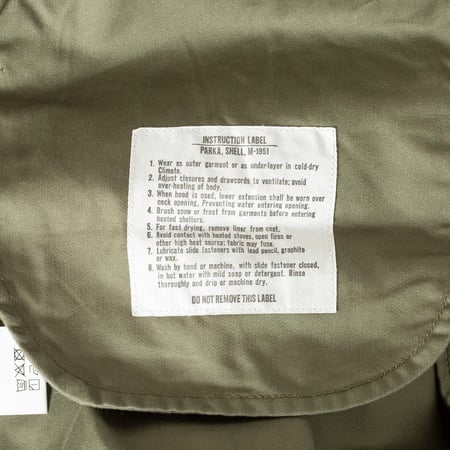 INSTRUCTION LABEL
PARKA, SHELL, M-1951
1. Wear as outer garment or as under-layer in cold-dry
Climate.
2. Adjust closures and drawcords to ventilate; avoid
over-heating of body.
3. When hood is used, lower extension shall be worn over
neck opening. Preventing water entering opening.
4. Brush snow or frost from garments before entering
heated shelters.
5. For fast drying, remove liner from coat.
6. Avoid contact with heated stoves, open fires or
other high heat source; fabric may fuse.
7. Lubricate slide fasteners with lead pencil, graphite
or wax.
8. Wash by hand or machine, with slide fastener closed,
in hot water with mild soap or detergent. Rinse
thoroughly and drip or machine dry.
DO NOT REMOVE THIS LABEL